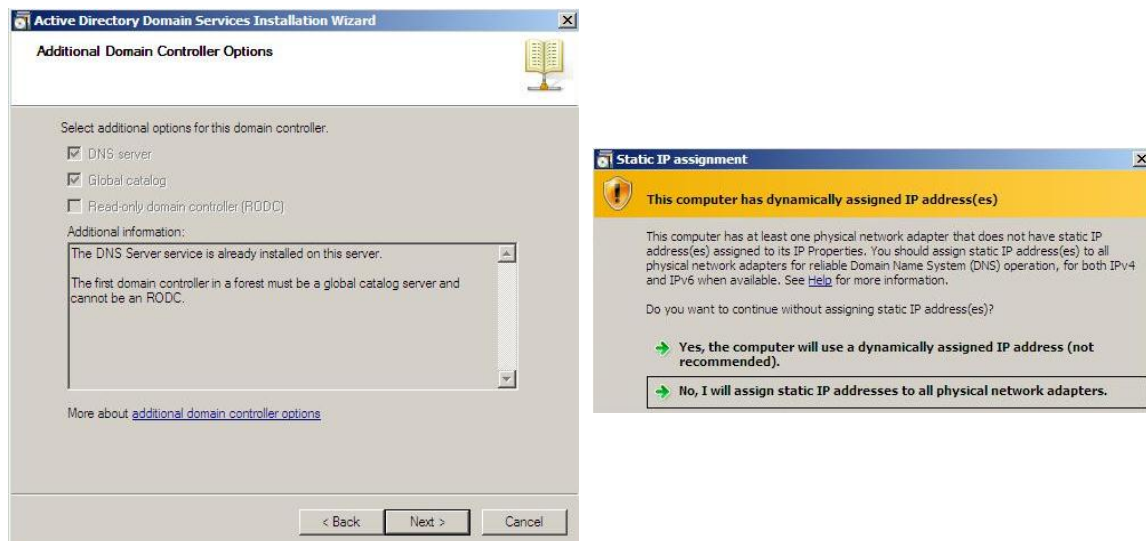 Active Directory Domain Services Installation Wizard
Additional Domain Controller Options
Select additional options for this domain controller.
DNS server
Global catalog
Read-only domain controller (RODC)
Additional information:
The DNS Server service is already installed on this server.
The first domain controller in a forest must be a global catalog server and
cannot be an RODC.
More about additional domain controller options
< Back
Next >
Cancel
Static IP assignment
This computer has dynamically assigned IP address(es)
This computer has at least one physical network adapter that does not have static IP
address(es) assigned to its IP Properties. You should assign static IP address(es) to all
physical network adapters for reliable Domain Name System (DNS) operation, for both IPv4
and IPv6 when available. See Help for more information.
Do you want to continue without assigning static IP address(es)?
Yes, the computer will use a dynamically assigned IP address (not
recommended).
No, I will assign static IP addresses to all physical network adapters.